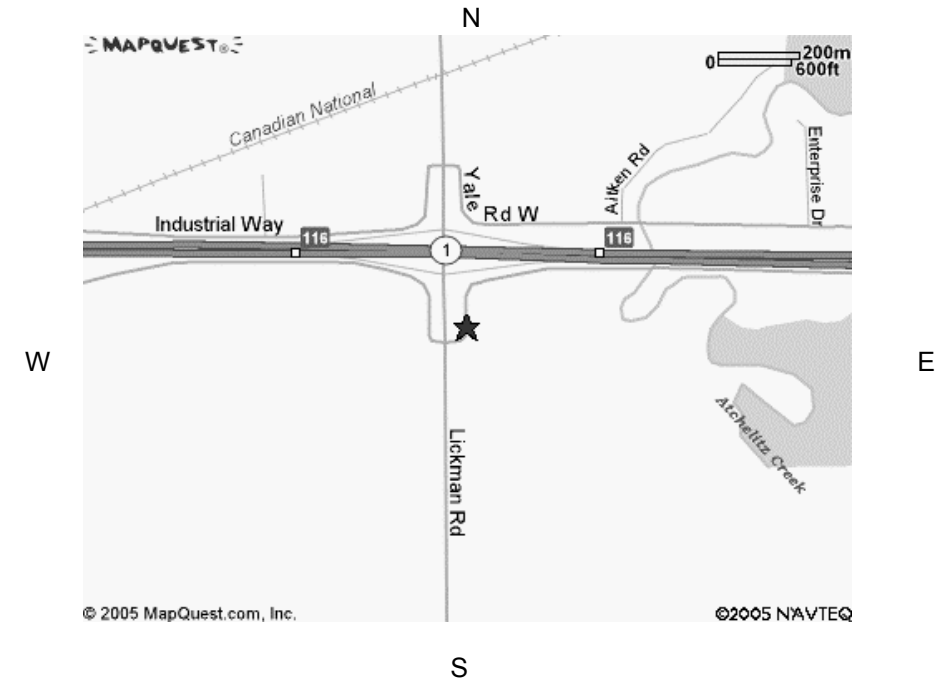 N
MAPQUEST®
0 200m
600ft
Canadian National
Enterprise Dr
Aitken Rd
Yale
Rd W
Industrial Way
116
116
1
W
E
Atchelitz Creek
Lickman Rd
© 2005 MapQuest.com, Inc.
©2005 NAVTEQ
S